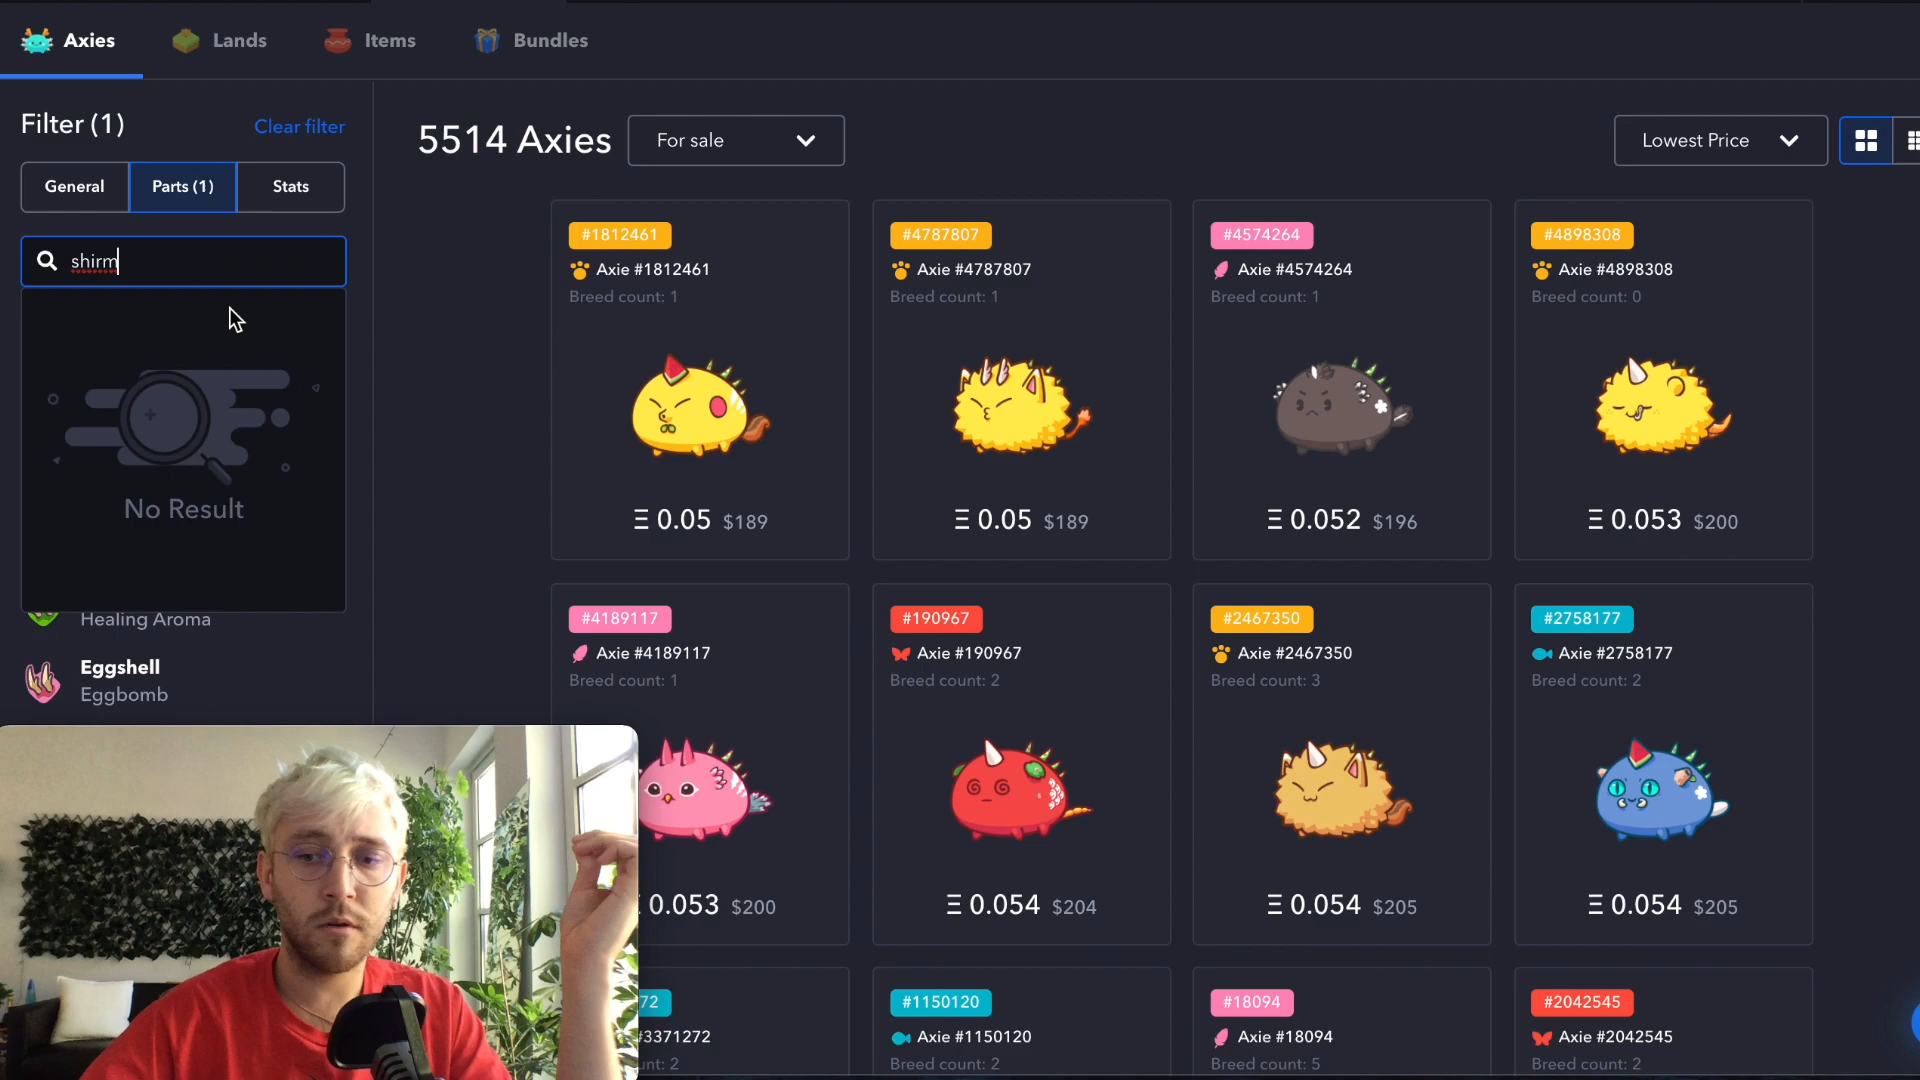 Axies
Lands
Items
Bundles
Filter (1)
Clear filter
General
Parts (1)
Stats
shirm
No Result
Healing Aroma
Eggshell
Eggbomb
5514 Axies
For sale
Lowest Price
#1812461
Axie #1812461
Breed count: 1
Ξ 0.05 $189
#4787807
Axie #4787807
Breed count: 1
Ξ 0.05 $189
#4574264
Axie #4574264
Breed count: 1
Ξ 0.052 $196
#4898308
Axie #4898308
Breed count: 0
Ξ 0.053 $200
#4189117
Axie #4189117
Breed count: 1
0.053 $200
#190967
Axie #190967
Breed count: 2
Ξ 0.054 $204
#2467350
Axie #2467350
Breed count: 3
Ξ 0.054 $205
#2758177
Axie #2758177
Breed count: 2
Ξ 0.054 $205
72
#3371272
unt: 2
#1150120
Axie #1150120
Breed count: 2
#18094
Axie #18094
Breed count: 5
#2042545
Axie #2042545
Breed count: 2